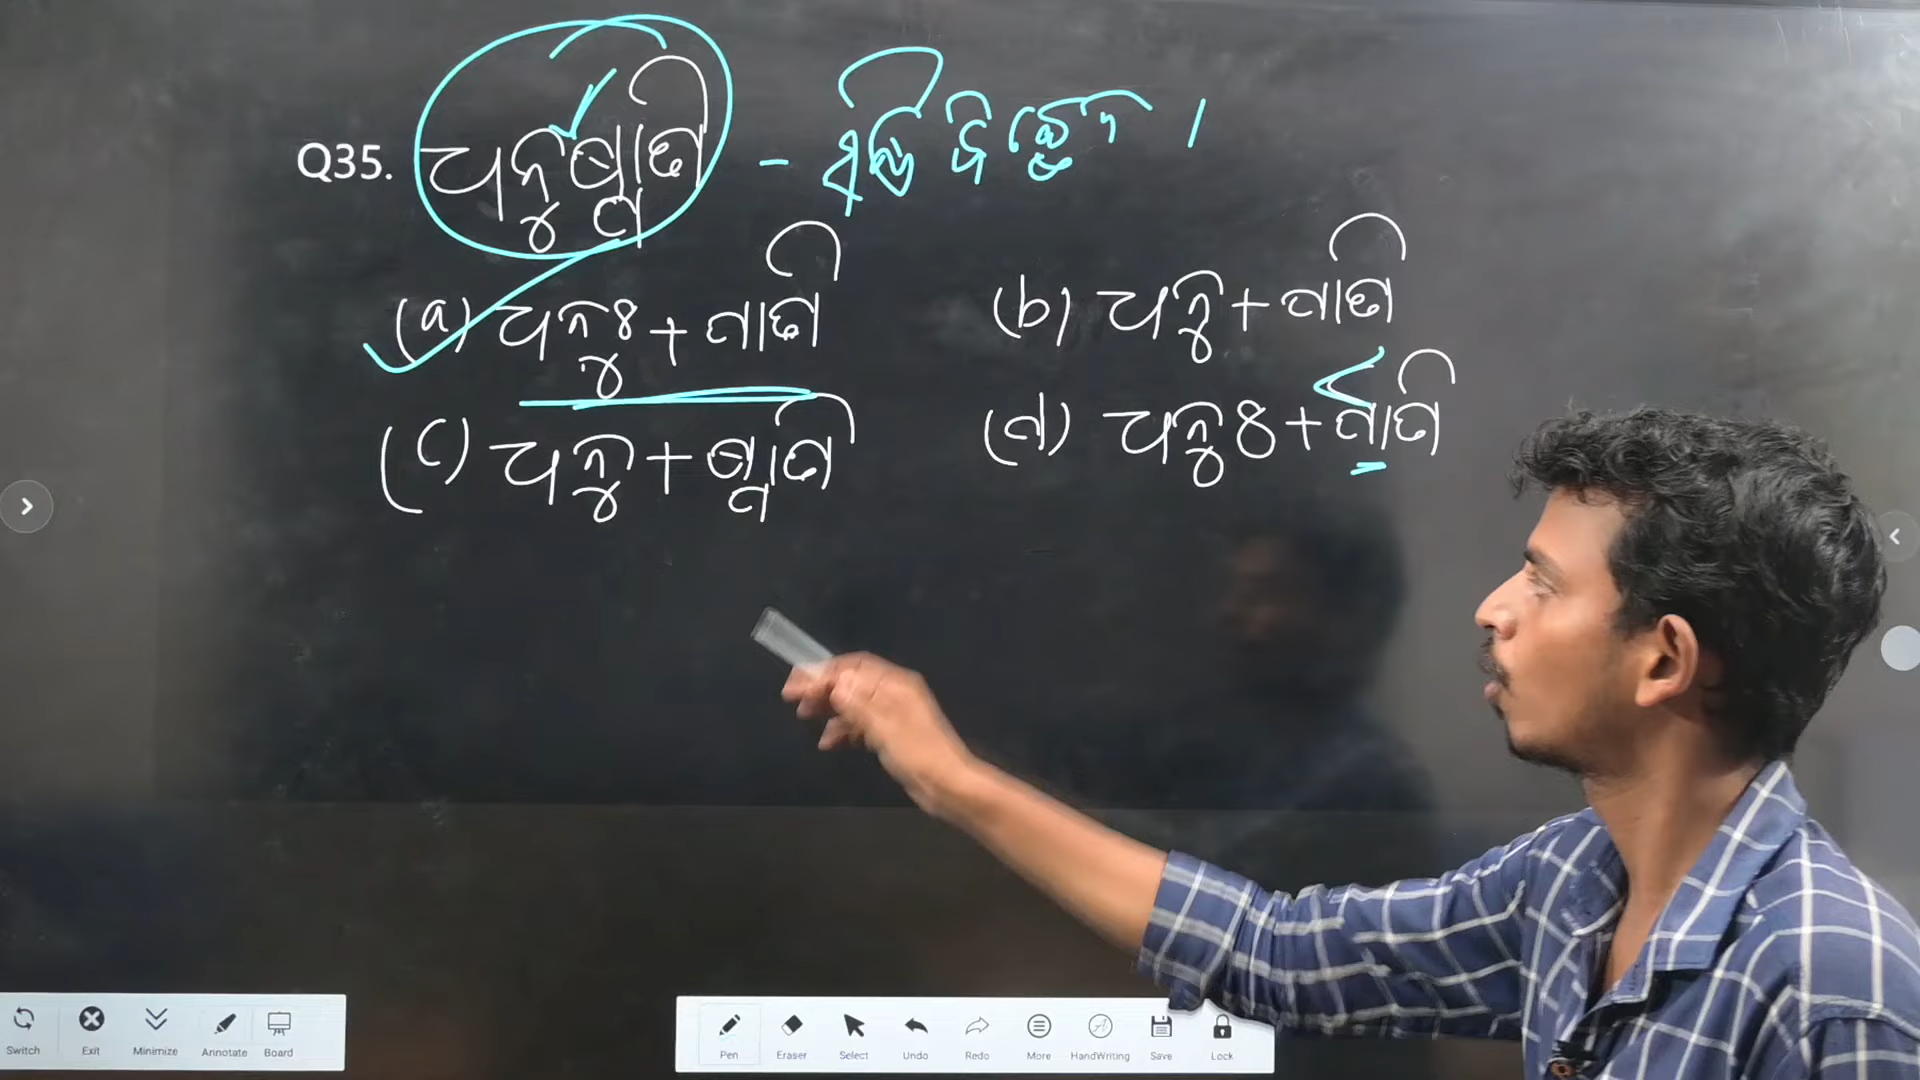 Q35. ଧନୁଷ୍ପାଣି - ସନ୍ଧି ବିଚ୍ଛେଦ ।
(a) ଧନୁଃ + ପାଣି
(b) ଧନୁ + ପାଣି
(c) ଧନୁ + ଷ୍ପାଣି
(d) ଧନୁଃ +
Switch Exit Minimize Annotate Board
Pen Eraser Select Undo Redo More HandWriting Save Lock